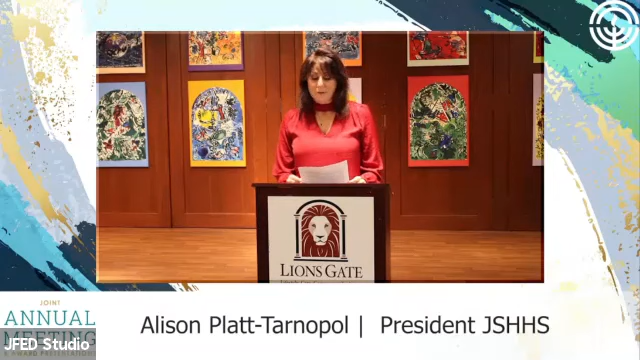 LIONS GATE
JOINT
ANNUAL
MEETING
& AWARD PRESENTATIONS
JFED Studio
Alison Platt-Tarnopol | President JSHHS